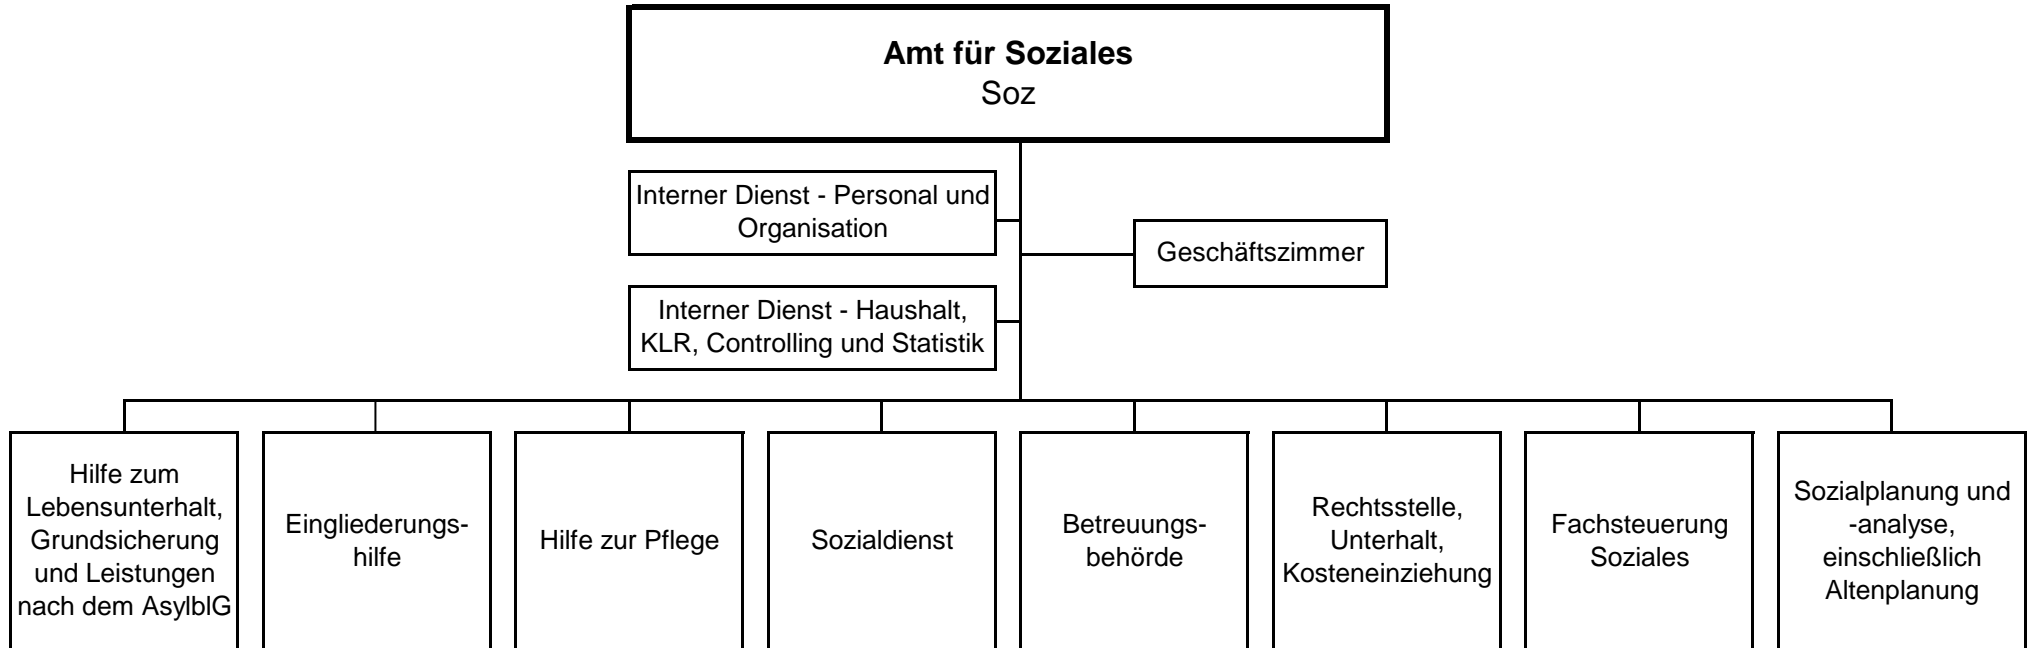 Amt für Soziales
Soz
Interner Dienst - Personal und
Organisation
Geschäftszimmer
Interner Dienst - Haushalt,
KLR, Controlling und Statistik
Hilfe zum
Lebensunterhalt,
Grundsicherung
und Leistungen
nach dem AsylblG
Eingliederungs-
hilfe
Hilfe zur Pflege
Sozialdienst
Betreuungs-
behörde
Rechtsstelle,
Unterhalt,
Kosteneinziehung
Fachsteuerung
Soziales
Sozialplanung und
-analyse,
einschließlich
Altenplanung